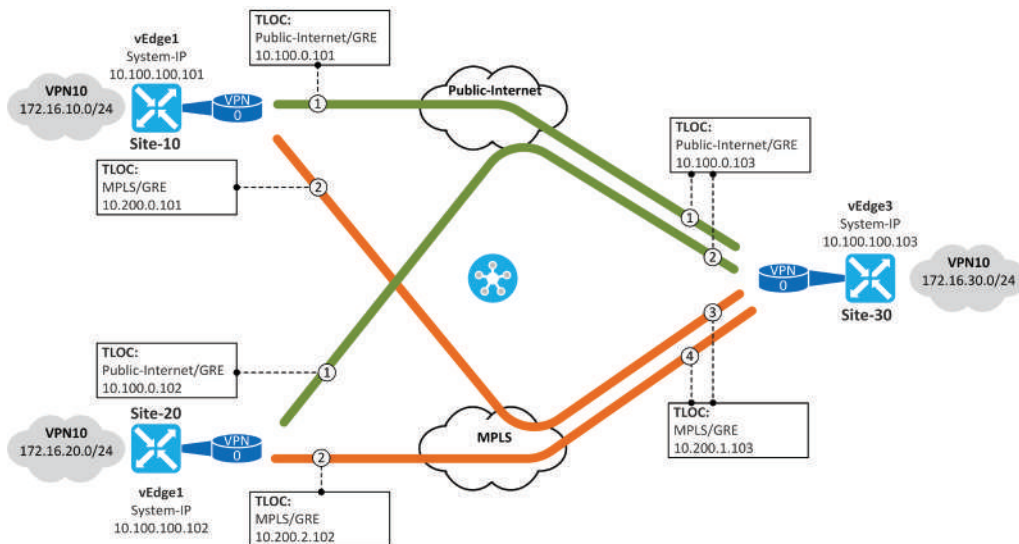 TLOC:
Public-Internet/GRE
10.100.0.101
vEdge1
System-IP
10.100.100.101
VPN10
172.16.10.0/24
VPN
0
Site-10
1
Public-Internet
TLOC:
MPLS/GRE
10.200.0.101
2
TLOC:
Public-Internet/GRE
10.100.0.103
1
2
vEdge3
System-IP
10.100.100.103
VPN
0
VPN10
172.16.30.0/24
Site-30
3
4
TLOC:
Public-Internet/GRE
10.100.0.102
1
TLOC:
MPLS/GRE
10.200.1.103
Site-20
VPN10
172.16.20.0/24
VPN
0
2
MPLS
vEdge1
System-IP
10.100.100.102
TLOC:
MPLS/GRE
10.200.2.102